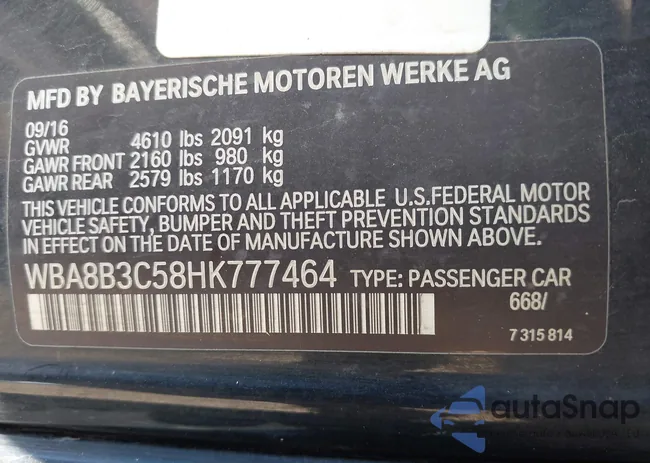 MFD BY BAYERISCHE MOTOREN WERKE AG
09/16
GVWR 4610 lbs 2091 kg
GAWR FRONT 2160 lbs 980 kg
GAWR REAR 2579 lbs 1170 kg
THIS VEHICLE CONFORMS TO ALL APPLICABLE U.S.FEDERAL MOTOR
VEHICLE SAFETY, BUMPER AND THEFT PREVENTION STANDARDS
IN EFFECT ON THE DATE OF MANUFACTURE SHOWN ABOVE.
WBA8B3C58HK777464 TYPE: PASSENGER CAR
668/
7 315 814
autaSnap